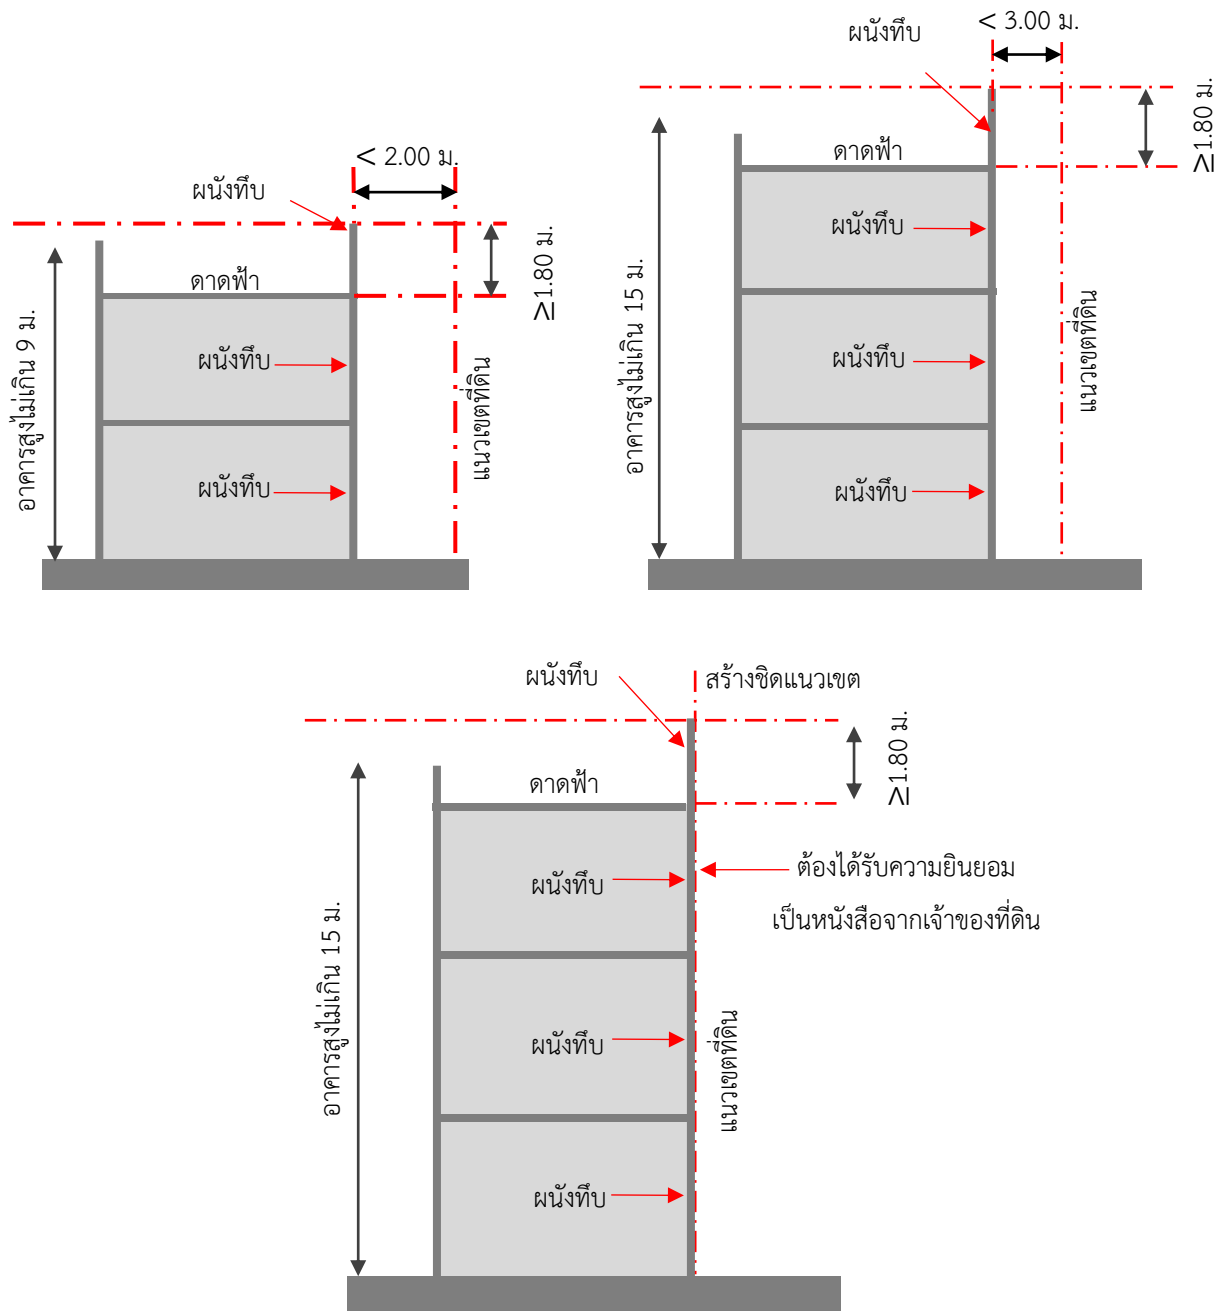 < 2.00 ม.
ผนังทึบ
ดาดฟ้า
≥1.80 ม.
ผนังทึบ
ผนังทึบ
อาคารสูงไม่เกิน 9 ม.
แนวเขตที่ดิน
< 3.00 ม.
ผนังทึบ
ดาดฟ้า
≥1.80 ม.
ผนังทึบ
ผนังทึบ
ผนังทึบ
อาคารสูงไม่เกิน 15 ม.
แนวเขตที่ดิน
ผนังทึบ
สร้างชิดแนวเขต
ดาดฟ้า
≥1.80 ม.
ผนังทึบ
ต้องได้รับความยินยอม
เป็นหนังสือจากเจ้าของที่ดิน
ผนังทึบ
ผนังทึบ
อาคารสูงไม่เกิน 15 ม.
แนวเขตที่ดิน